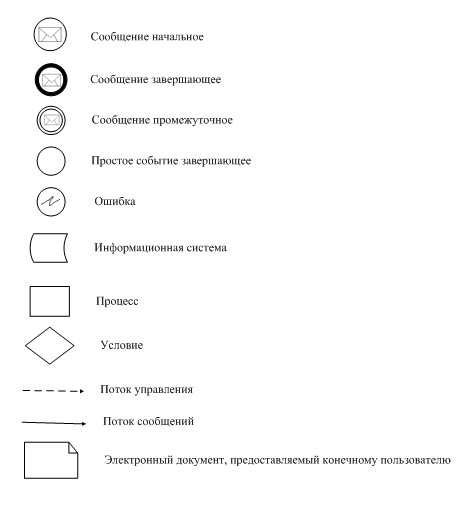 Сообщение начальное
Сообщение завершающее
Сообщение промежуточное
Простое событие завершающее
Ошибка
Информационная система
Процесс
Условие
Поток управления
Поток сообщений
Электронный документ, предоставляемый конечному пользователю